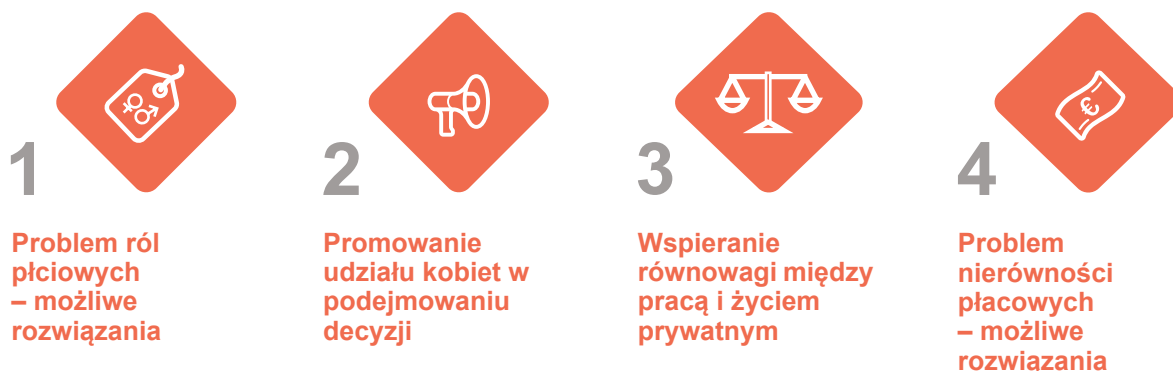 1
Problem ról
płciowych
– możliwe
rozwiązania
2
Promowanie
udziału kobiet w
podejmowaniu
decyzji
3
Wspieranie
równowagi między
pracą i życiem
prywatnym
4
€
Problem
nierówności
płacowych
– możliwe
rozwiązania